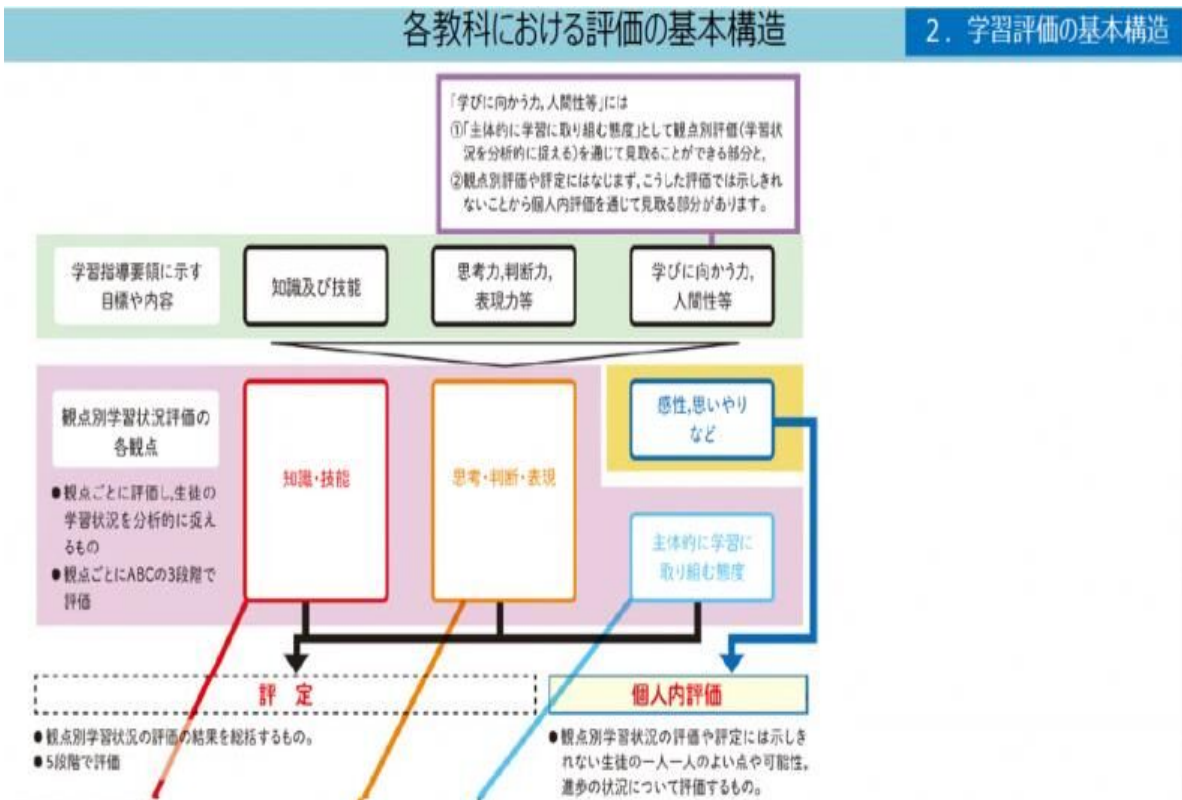 各教科における評価の基本構造
2．学習評価の基本構造
「学びに向かう力，人間性等」には
①「主体的に学習に取り組む態度」として観点別評価（学習状
況を分析的に捉える）を通じて見取ることができる部分と，
②観点別評価や評定にはなじまず，こうした評価では示しきれ
ないことから個人内評価を通じて見取る部分があります。
学習指導要領に示す
目標や内容
知識及び技能
思考力，判断力，
表現力等
学びに向かう力，
人間性等
観点別学習状況評価の
各観点
●観点ごとに評価し，生徒の
学習状況を分析的に捉え
るもの
●観点ごとにABCの3段階で
評価
知識・技能
思考・判断・表現
感性，思いやり
など
主体的に学習に
取り組む態度
評 定
●観点別学習状況の評価の結果を総括するもの。
●5段階で評価
個人内評価
●観点別学習状況の評価や評定には示しき
れない生徒の一人一人のよい点や可能性，
進歩の状況について評価するもの。